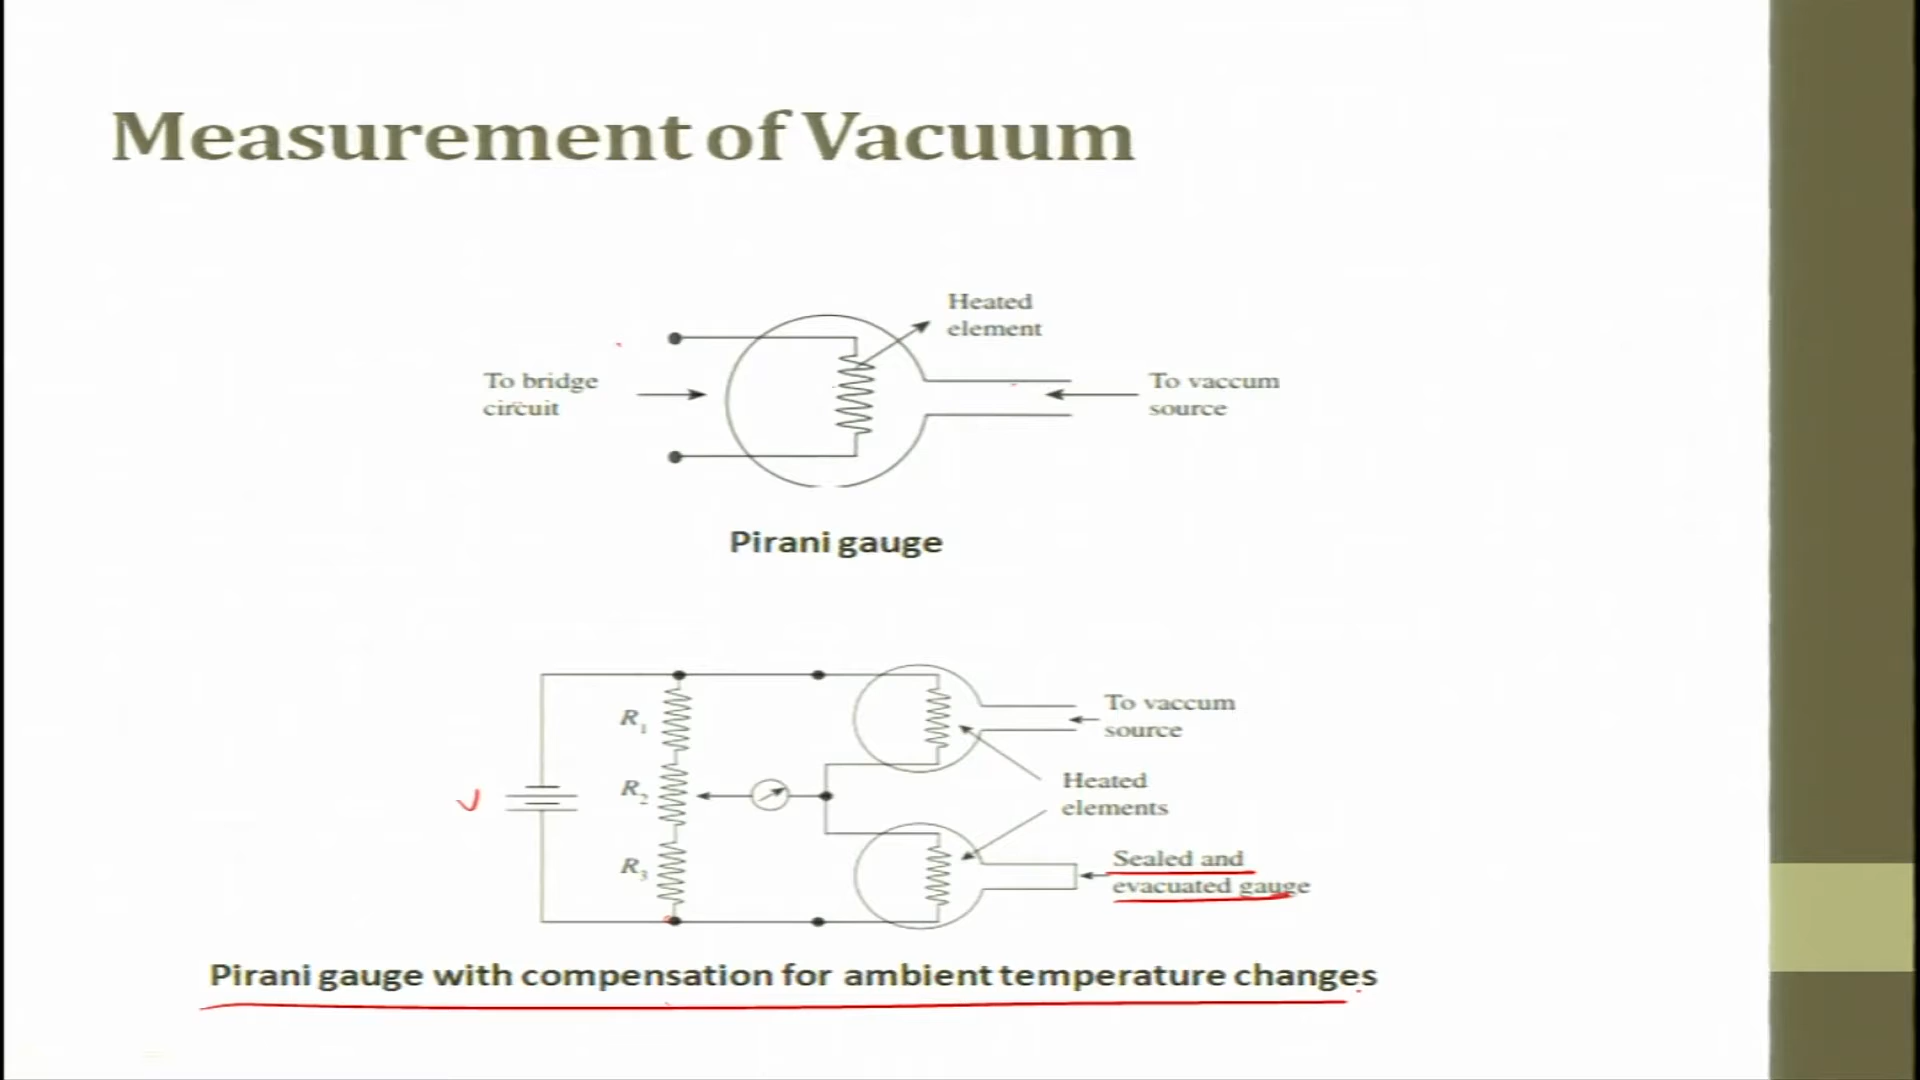 Measurement of Vacuum
Heated
element
To bridge
circuit
To vaccum
source
Pirani gauge
R1
R2
R3
V
To vaccum
source
Heated
elements
Sealed and
evacuated gauge
Pirani gauge with compensation for ambient temperature changes